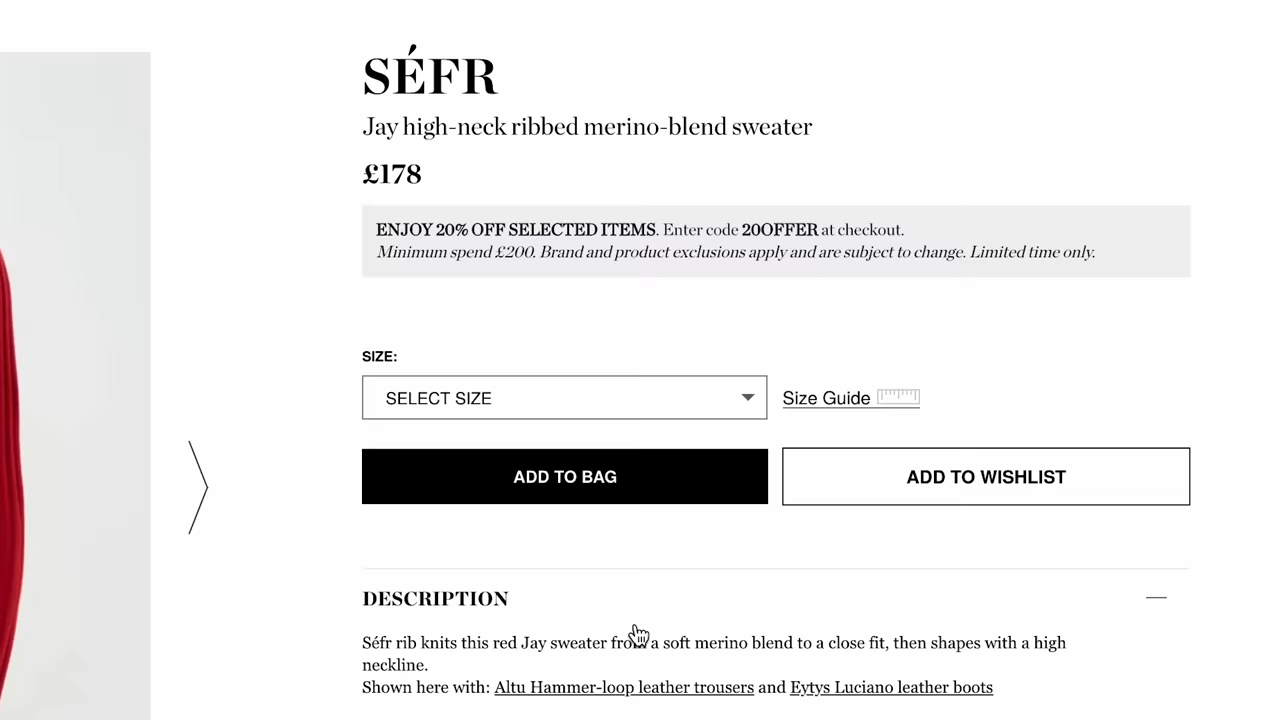 SÉFR
Jay high-neck ribbed merino-blend sweater
£178
ENJOY 20% OFF SELECTED ITEMS. Enter code 20OFFER at checkout.
Minimum spend £200. Brand and product exclusions apply and are subject to change. Limited time only.
SIZE:
SELECT SIZE
Size Guide
ADD TO BAG
ADD TO WISHLIST
DESCRIPTION
Séfr rib knits this red Jay sweater from a soft merino blend to a close fit, then shapes with a high
neckline.
Shown here with: Altu Hammer-loop leather trousers and Eytys Luciano leather boots